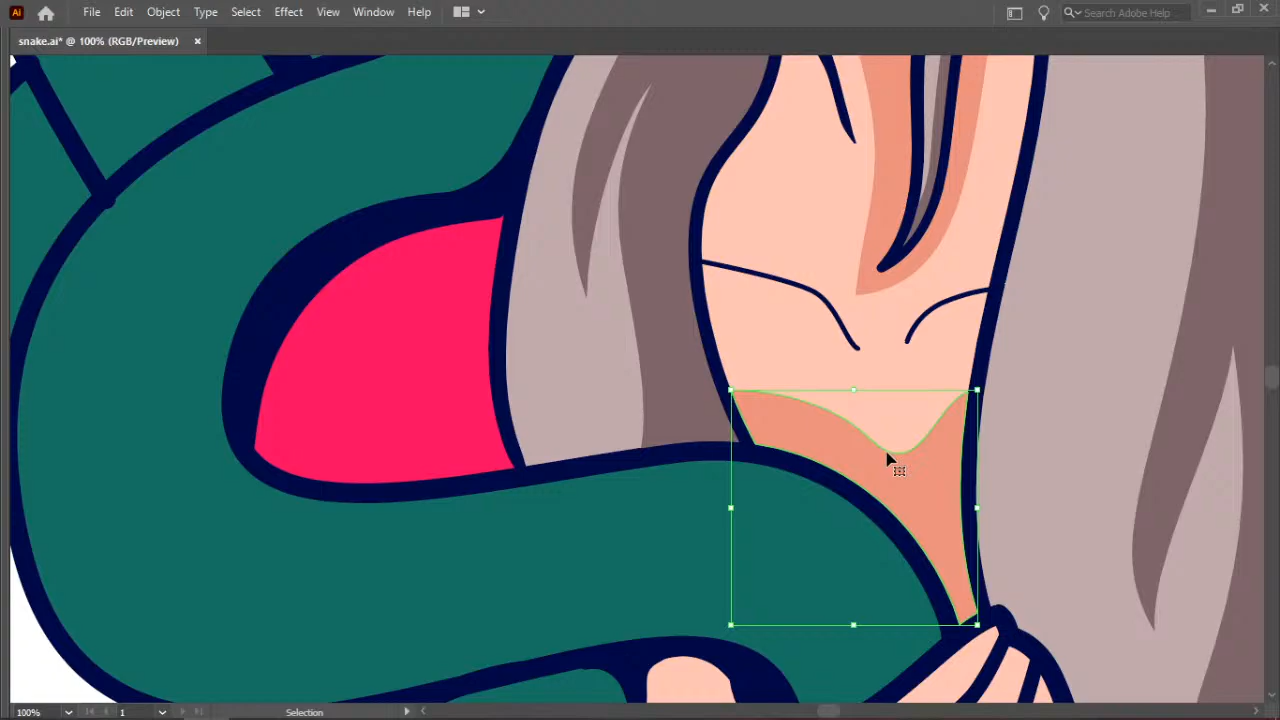 Ai File Edit Object Type Select Effect View Window Help Search Adobe Help
snake.ai* @ 100% (RGB/Preview) ×
100% 1 Selection